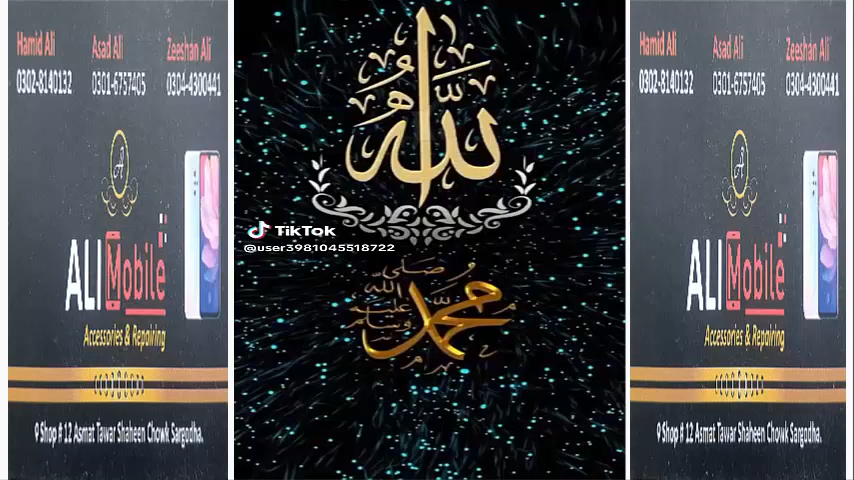 Hamid Ali Asad Ali Zeeshan Ali
0302-8140132 0301-6757405 0304-4300441
A
ALI Mobile
Accessories & Repairing
Shop # 12 Asmat Tawar Shaheen Chowk Sargodha.
الله
TikTok
@user3981045518722
محمد
صلى الله عليه وسلم
Hamid Ali Asad Ali Zeeshan Ali
0302-8140132 0301-6757405 0304-4300441
A
ALI Mobile
Accessories & Repairing
Shop # 12 Asmat Tawar Shaheen Chowk Sargodha.